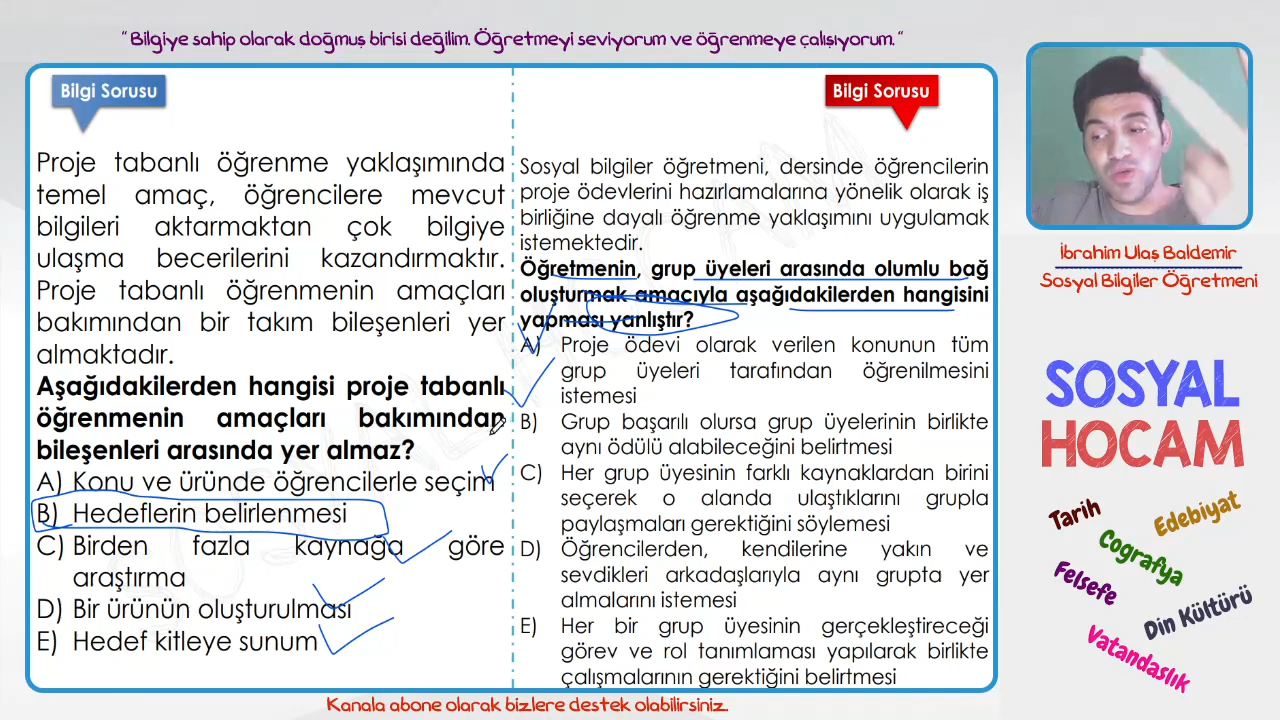 “ Bilgiye sahip olarak doğmuş birisi değilim. Öğretmeyi seviyorum ve öğrenmeye çalışıyorum. ”
Bilgi Sorusu
Proje tabanlı öğrenme yaklaşımında
temel amaç, öğrencilere mevcut
bilgileri aktarmaktan çok bilgiye
ulaşma becerilerini kazandırmaktır.
Proje tabanlı öğrenmenin amaçları
bakımından bir takım bileşenleri yer
almaktadır.
Aşağıdakilerden hangisi proje tabanlı
öğrenmenin amaçları bakımından
bileşenleri arasında yer almaz?
A) Konu ve üründe öğrencilerle seçim
B) Hedeflerin belirlenmesi
C) Birden fazla kaynağa göre
araştırma
D) Bir ürünün oluşturulması
E) Hedef kitleye sunum
Bilgi Sorusu
Sosyal bilgiler öğretmeni, dersinde öğrencilerin
proje ödevlerini hazırlamalarına yönelik olarak iş
birliğine dayalı öğrenme yaklaşımını uygulamak
istemektedir.
Öğretmenin, grup üyeleri arasında olumlu bağ
oluşturmak amacıyla aşağıdakilerden hangisini
yapması yanlıştır?
A) Proje ödevi olarak verilen konunun tüm
grup üyeleri tarafından öğrenilmesini
istemesi
B) Grup başarılı olursa grup üyelerinin birlikte
aynı ödülü alabileceğini belirtmesi
C) Her grup üyesinin farklı kaynaklardan birini
seçerek o alanda ulaştıklarını grupla
paylaşmaları gerektiğini söylemesi
D) Öğrencilerden, kendilerine yakın ve
sevdikleri arkadaşlarıyla aynı grupta yer
almalarını istemesi
E) Her bir grup üyesinin gerçekleştireceği
görev ve rol tanımlaması yapılarak birlikte
çalışmalarının gerektiğini belirtmesi
İbrahim Ulaş Baldemir
Sosyal Bilgiler Öğretmeni
SOSYAL
HOCAM
Tarih
Edebiyat
Coğrafya
Felsefe
Din Kültürü
Vatandaslık
Kanala abone olarak bizlere destek olabilirsiniz.